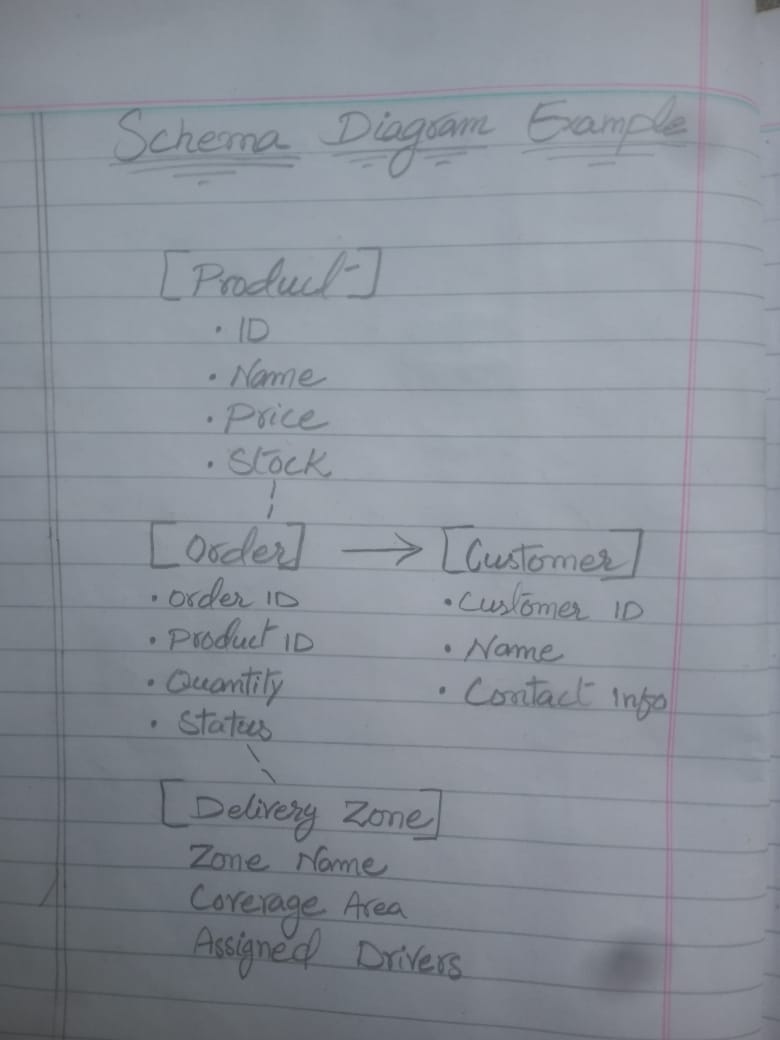 Schema Diagram Example
[Product]
• ID
• Name
• Price
• Stock
[Order] → [Customer]
• Order ID • Customer ID
• Product ID • Name
• Quantity • Contact Info
• Status
[Delivery Zone]
Zone Name
Coverage Area
Assigned Drivers